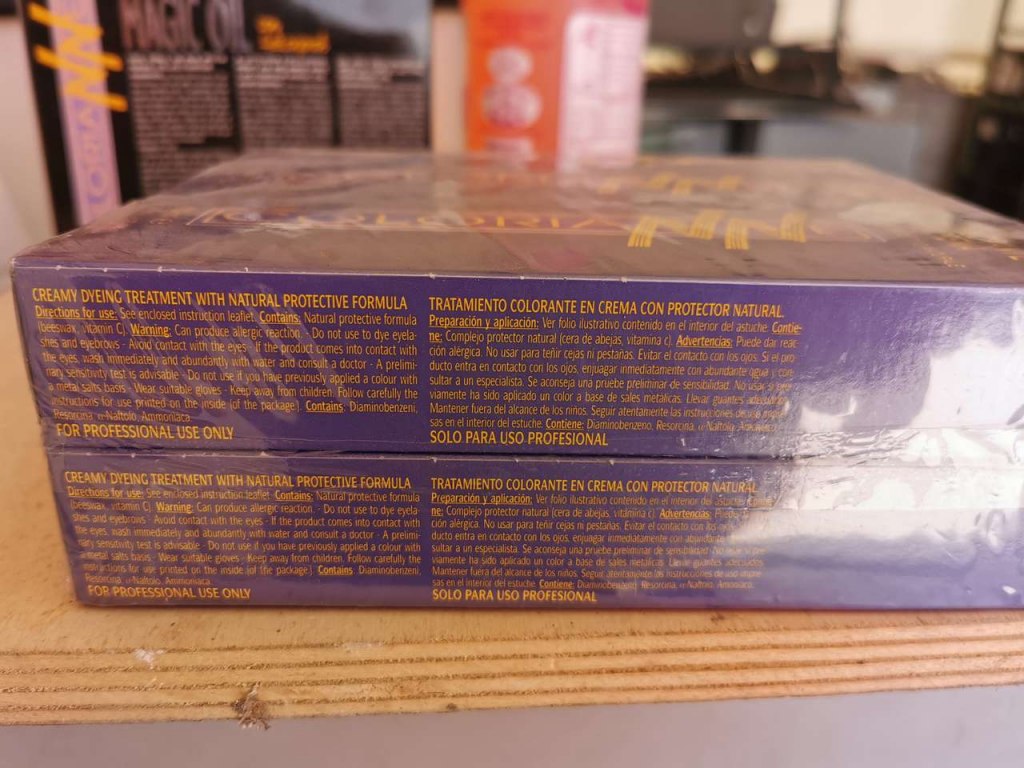 MAGIC OIL
COLORIANNE
CREAMY DYEING TREATMENT WITH NATURAL PROTECTIVE FORMULA
Directions for use: See enclosed instruction leaflet. Contains: Natural protective formula
(beeswax, vitamin C). Warning: Can produce allergic reaction - Do not use to dye eyela-
shes and eyebrows - Avoid contact with the eyes - If the product comes into contact with
the eyes, wash immediately and abundantly with water and consult a doctor - A prelimi-
nary sensitivity test is advisable - Do not use if you have previously applied a colour with
a metal salts basis - Wear suitable gloves - Keep away from children. Follow carefully the
instructions for use printed on the inside (of the package). Contains: Diaminobenzeni,
Resorcina, α-Naftolo, Ammoniaca.
FOR PROFESSIONAL USE ONLY
TRATAMIENTO COLORANTE EN CREMA CON PROTECTOR NATURAL.
Preparación y aplicación: Ver folio ilustrativo contenido en el interior del estuche. Contie-
ne: Complejo protector natural (cera de abejas, vitamina c). Advertencias: Puede dar reac-
ción alérgica. No usar para teñir cejas ni pestañas. Evitar el contacto con los ojos. Si el pro-
ducto entra en contacto con los ojos, enjuagar inmediatamente con abundante agua y con-
sultar a un especialista. Se aconseja una pruebe preliminar de sensibilidad. No usar si pre-
viamente ha sido aplicado un color a base de sales metalicas. Llevar guantes adecuados.
Mantener fuera del alcance de los niños. Seguir atentamente las instrucciones de uso impre-
sas en el interior del estuche. Contiene: Diaminobenzeno, Resorcina, α-Naftolo, Ammoniaca.
SOLO PARA USO PROFESIONAL
CREAMY DYEING TREATMENT WITH NATURAL PROTECTIVE FORMULA
Directions for use: See enclosed instruction leaflet. Contains: Natural protective formula
(beeswax, vitamin C). Warning: Can produce allergic reaction - Do not use to dye eyela-
shes and eyebrows - Avoid contact with the eyes - If the product comes into contact with
the eyes, wash immediately and abundantly with water and consult a doctor - A prelimi-
nary sensitivity test is advisable - Do not use if you have previously applied a colour with
a metal salts basis - Wear suitable gloves - Keep away from children. Follow carefully the
instructions for use printed on the inside (of the package). Contains: Diaminobenzeni,
Resorcina, α-Naftolo, Ammoniaca.
FOR PROFESSIONAL USE ONLY
TRATAMIENTO COLORANTE EN CREMA CON PROTECTOR NATURAL
Preparación y aplicación: Ver folio ilustrativo contenido en el interior del
ne: Complejo protector natural (cera de abejas, vitamina c). Advertencias:
ción alérgica. No usar para teñir cejas ni pestañas. Evitar el contacto con los
ducto entra en contacto con los ojos, enjuagar inmediatamente con abundante
sultar a un especialista. Se aconseja una pruebe preliminar de sensibilidad.
viamente ha sido aplicado un color a base de sales metalicas. Llevar guantes adecuados.
Mantener fuera del alcance de los niños. Seguir atentamente las instrucciones de uso impre-
sas en el interior del estuche. Contiene: Diaminobenzeno, Resorcina, α-Naftolo, Ammoniaca.
SOLO PARA USO PROFESIONAL